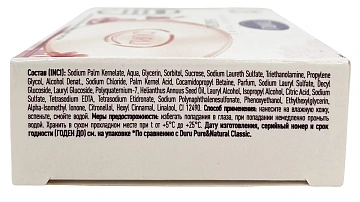 Состав (INCI): Sodium Palm Kernelate, Aqua, Glycerin, Sorbitol, Sucrose, Sodium Laureth Sulfate, Triethanolamine, Propylene
Glycol, Alcohol Denat., Sodium Chloride, Palm Kernel Acid, Cocamidopropyl Betaine, Parfum, Sodium Lauryl Sulfate, Decyl
Glucoside, Lauryl Glucoside, Polyquaternium-7, Helianthus Annuus Seed Oil, Lauryl Alcohol, Isopropyl Alcohol, Citric Acid, Sodium
Sulfate, Tetrasodium EDTA, Tetrasodium Etidronate, Sodium Polynaphthalenesulfonate, Phenoxyethanol, Ethylhexylglycerin,
Alpha-Isomethyl Ionone, Citronellol, Hexyl Cinnamal, Linalool, CI 12490. Способ применения: нанесите на влажную кожу,
вспеньте, смойте водой. Меры предосторожности: избегать попадания в глаза, при попадании немедленно промыть
водой. Хранить в сухом прохладном месте при t от +5°C до +25°C. Дату изготовления, серийный номер и срок
годности (ГОДЕН ДО) см. на упаковке *По сравнению с Duru Pure&Natural Classic.